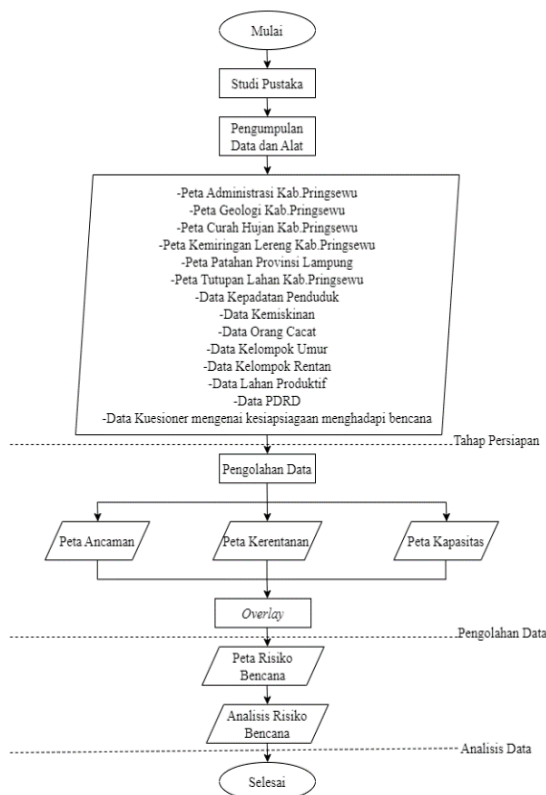 Mulai
Studi Pustaka
Pengumpulan
Data dan Alat
-Peta Administrasi Kab.Pringsewu
-Peta Geologi Kab.Pringsewu
-Peta Curah Hujan Kab.Pringsewu
-Peta Kemiringan Lereng Kab.Pringsewu
-Peta Patahan Provinsi Lampung
-Peta Tutupan Lahan Kab.Pringsewu
-Data Kepadatan Penduduk
-Data Kemiskinan
-Data Orang Cacat
-Data Kelompok Umur
-Data Kelompok Rentan
-Data Lahan Produktif
-Data PDRD
-Data Kuesioner mengenai kesiapsiagaan menghadapi bencana
Tahap Persiapan
Pengolahan Data
Peta Ancaman
Peta Kerentanan
Peta Kapasitas
Overlay
Pengolahan Data
Peta Risiko
Bencana
Analisis Risiko
Bencana
Analisis Data
Selesai